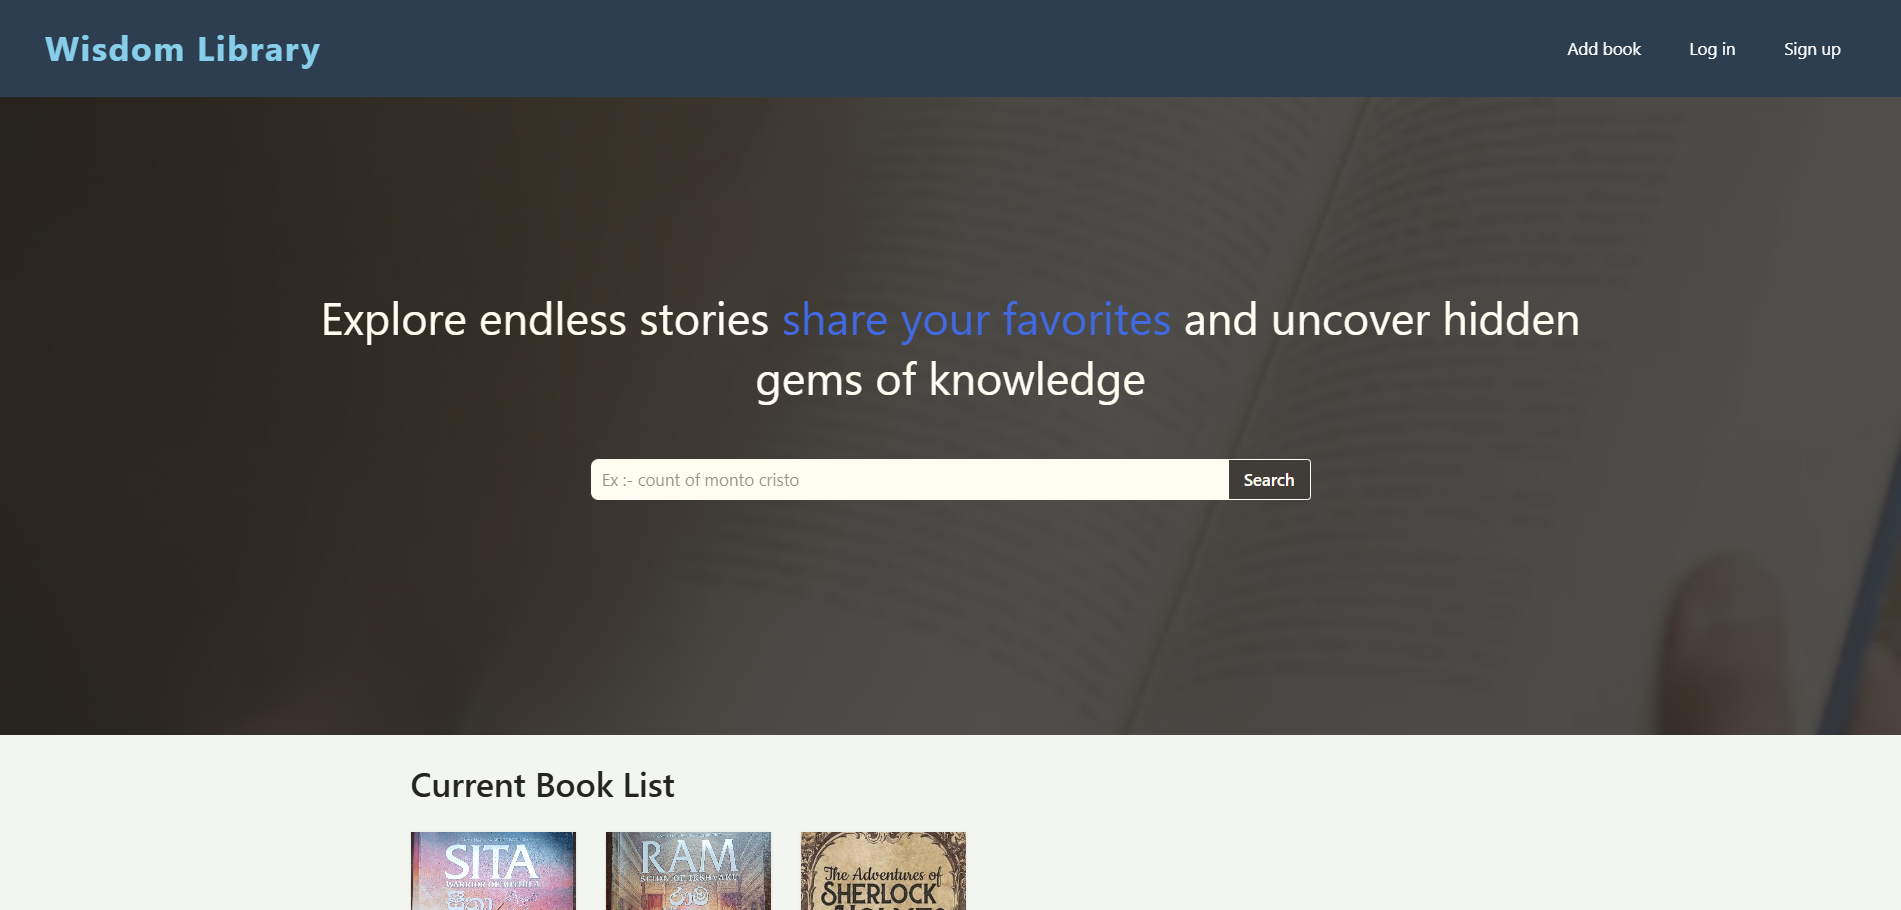 Wisdom Library
Add book
Log in
Sign up
Explore endless stories share your favorites and uncover hidden
gems of knowledge
Ex :- count of monto cristo
Search
Current Book List
SITA
WARRIOR OF MITHILA
RAM
SCION OF IKSHVAKU
The Adventures of
SHERLOCK